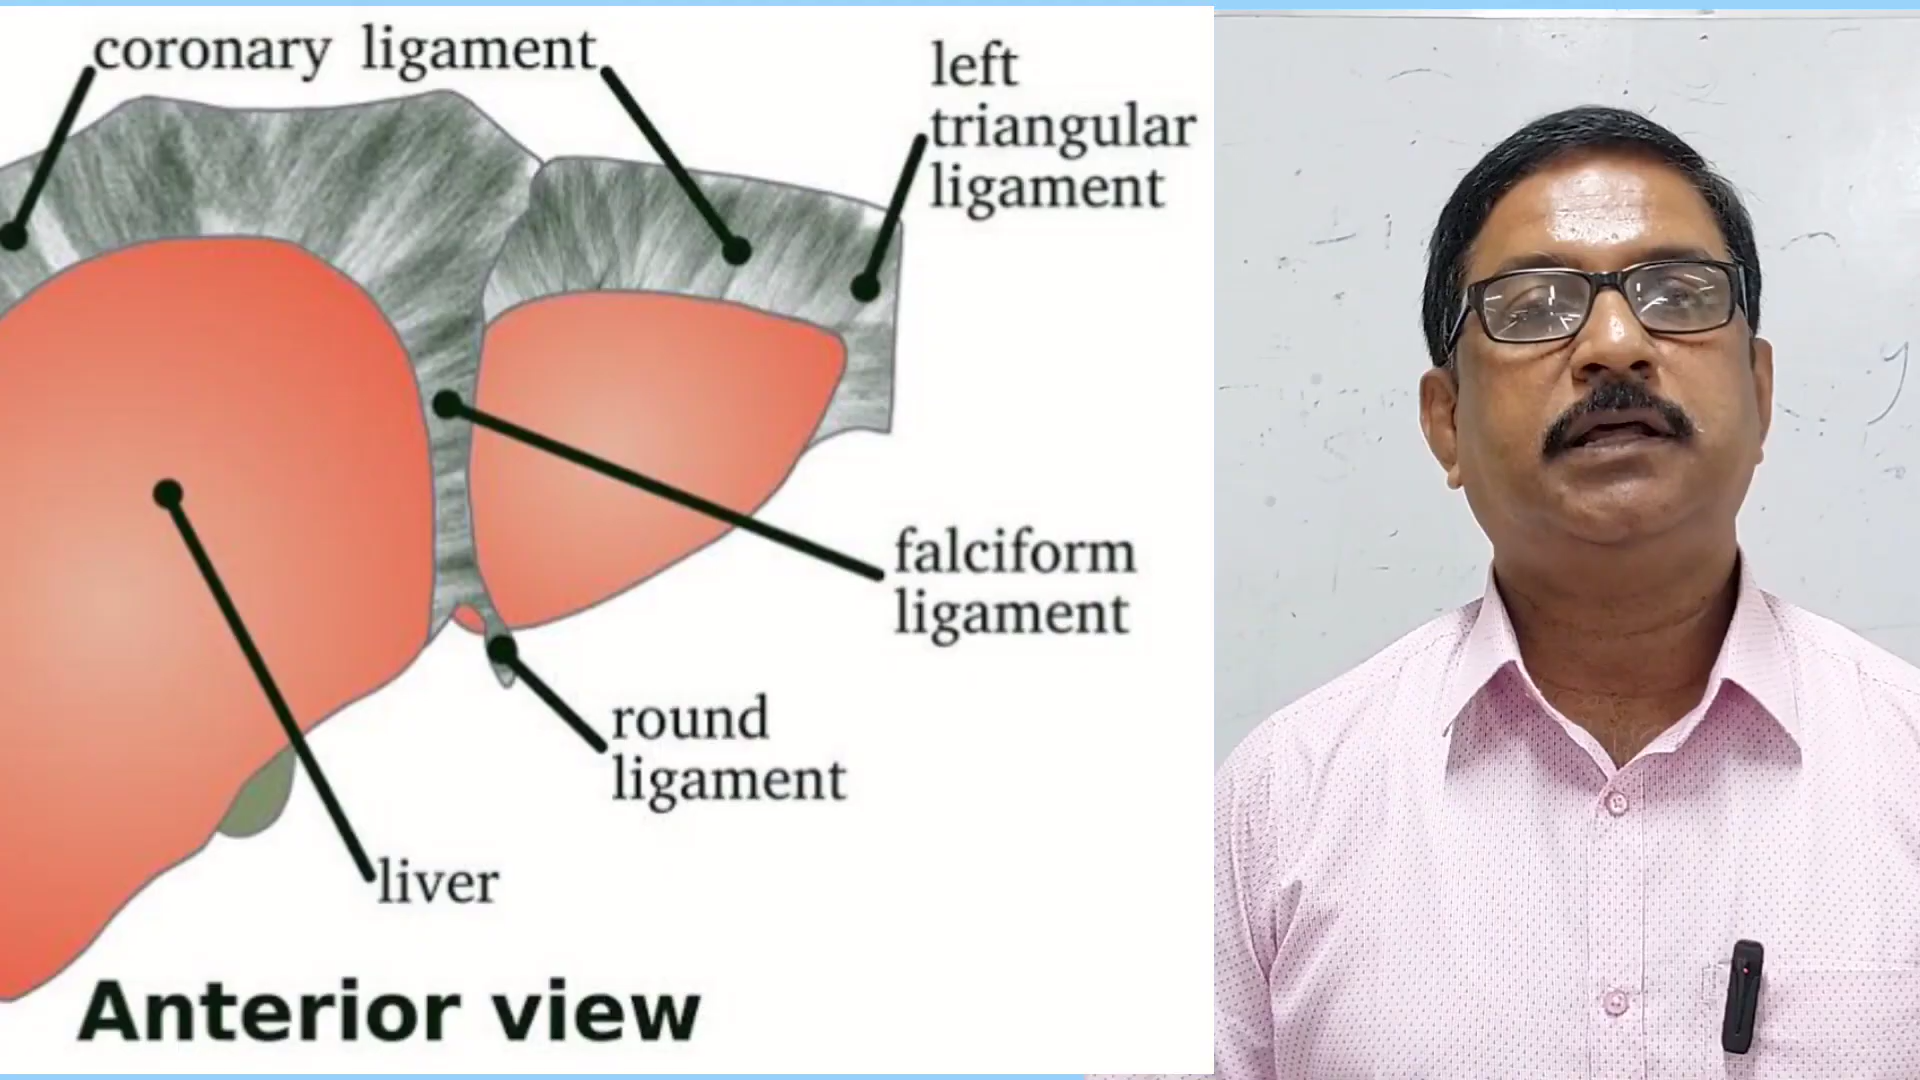 coronary ligament
left
triangular
ligament
falciform
ligament
round
ligament
liver
Anterior view